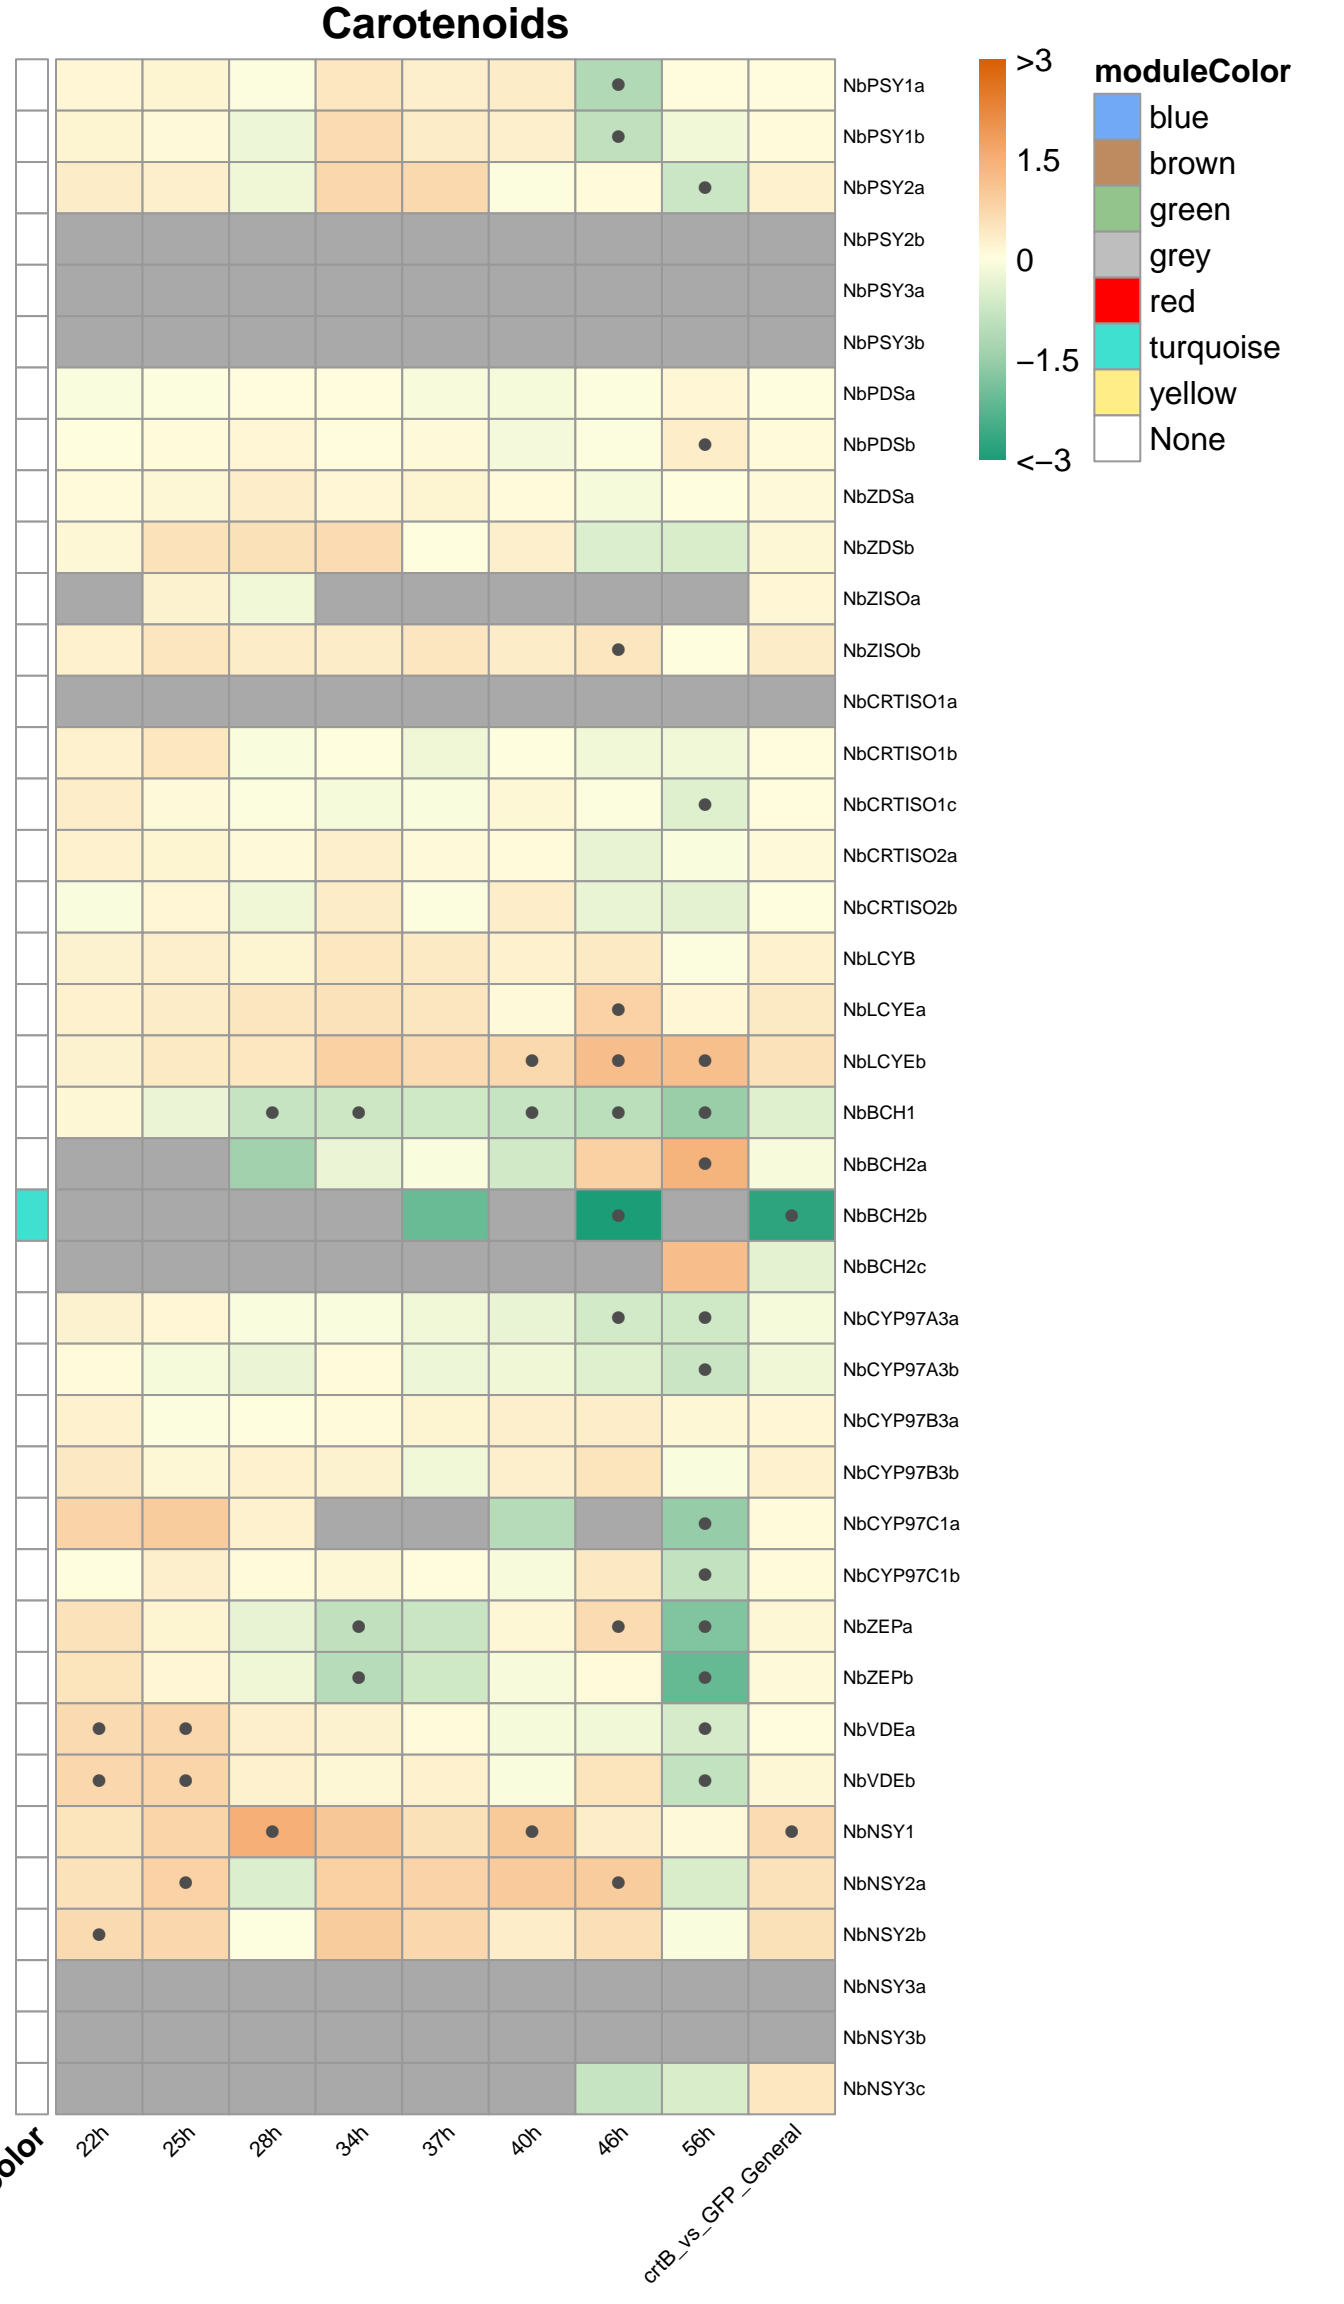 Carotenoids
NbPSY1a
NbPSY1b
NbPSY2a
NbPSY2b
NbPSY3a
NbPSY3b
NbPDSa
NbPDSb
NbZDSa
NbZDSb
NbZISOa
NbZISOb
NbCRTISO1a
NbCRTISO1b
NbCRTISO1c
NbCRTISO2a
NbCRTISO2b
NbLCYB
NbLCYEa
NbLCYEb
NbBCH1
NbBCH2a
NbBCH2b
NbBCH2c
NbCYP97A3a
NbCYP97A3b
NbCYP97B3a
NbCYP97B3b
NbCYP97C1a
NbCYP97C1b
NbZEPa
NbZEPb
NbVDEa
NbVDEb
NbNSY1
NbNSY2a
NbNSY2b
NbNSY3a
NbNSY3b
NbNSY3c
>3
1.5
0
−1.5
<−3
moduleColor
blue
brown
green
grey
red
turquoise
yellow
None
olor
22h
25h
28h
34h
37h
40h
46h
56h
crtB_vs_GFP_General